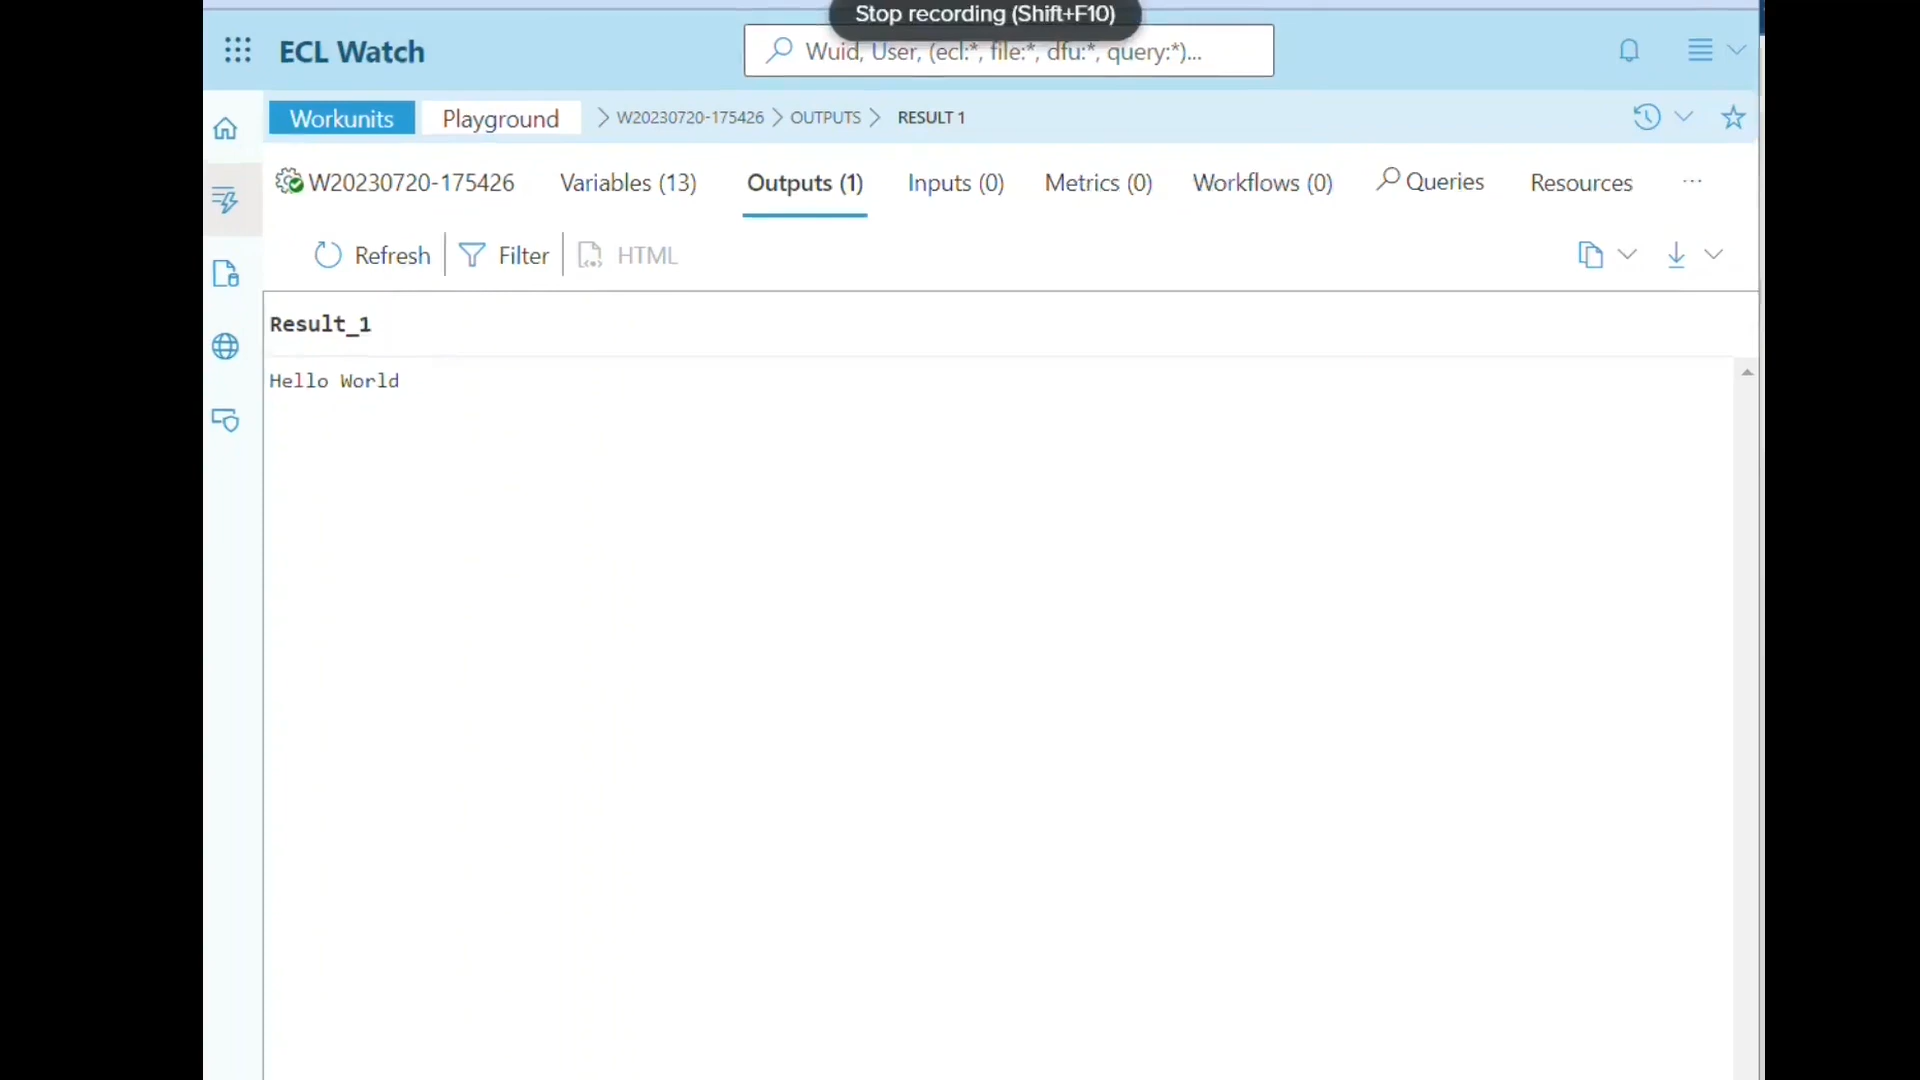 Stop recording (Shift+F10)
ECL Watch
Wuid, User, (ecl:*, file:*, dfu:*, query:*)...
Workunits Playground W20230720-175426 OUTPUTS RESULT 1
W20230720-175426 Variables (13) Outputs (1) Inputs (0) Metrics (0) Workflows (0) Queries Resources ...
Refresh Filter HTML
Result_1
Hello World